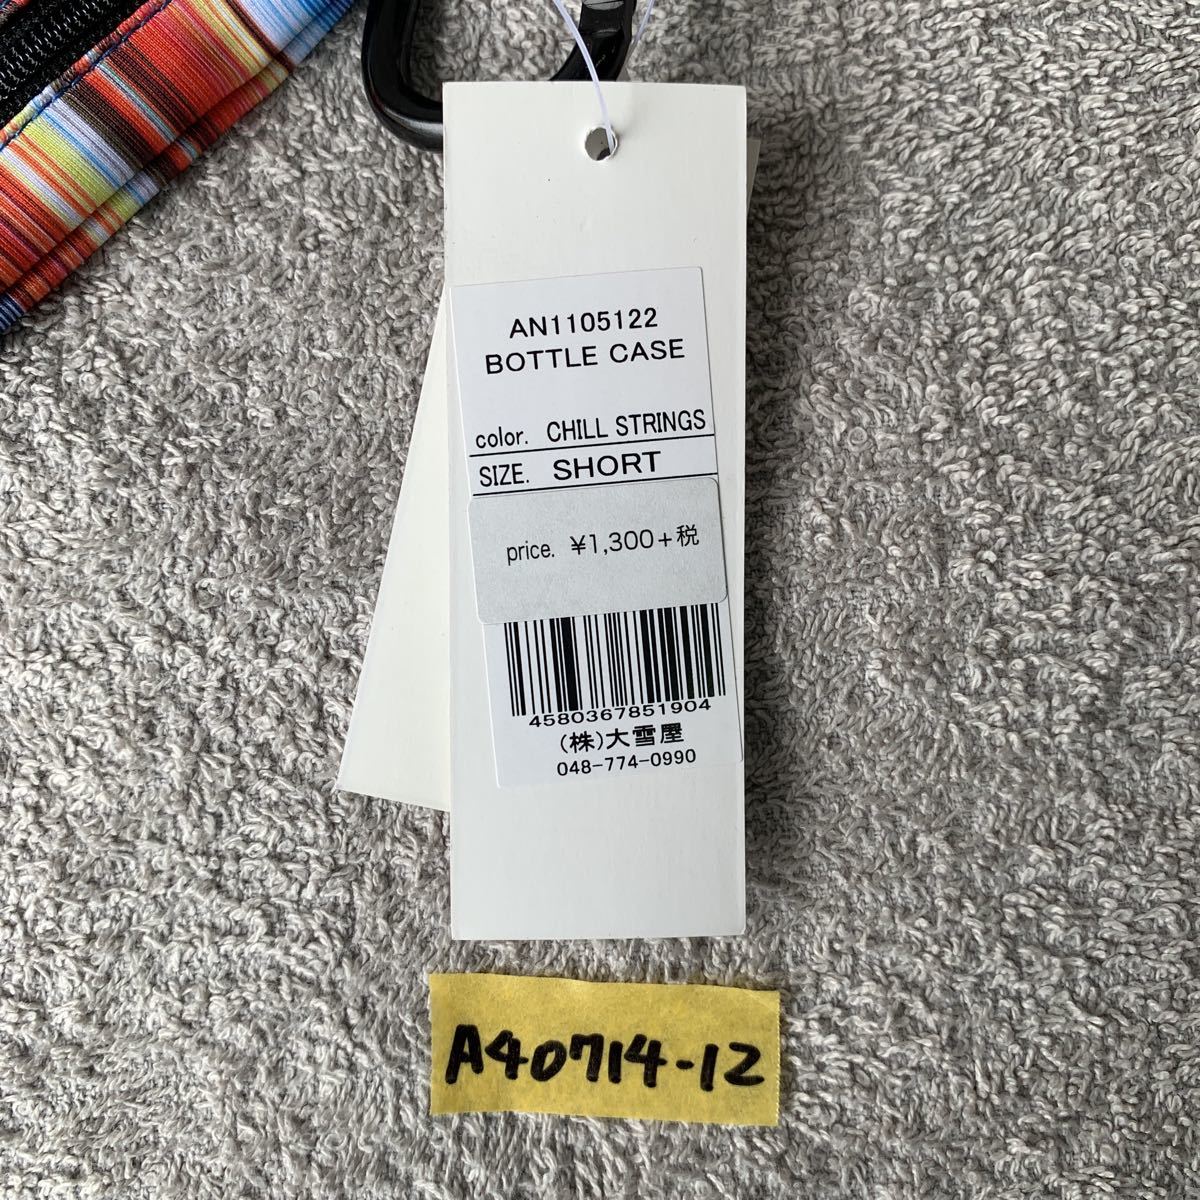 AN1105122
BOTTLE CASE
color. CHILL STRINGS
SIZE. SHORT
price. ¥1,300+税
4580367851904
(株)大雪屋
048-774-0990
A40714-12